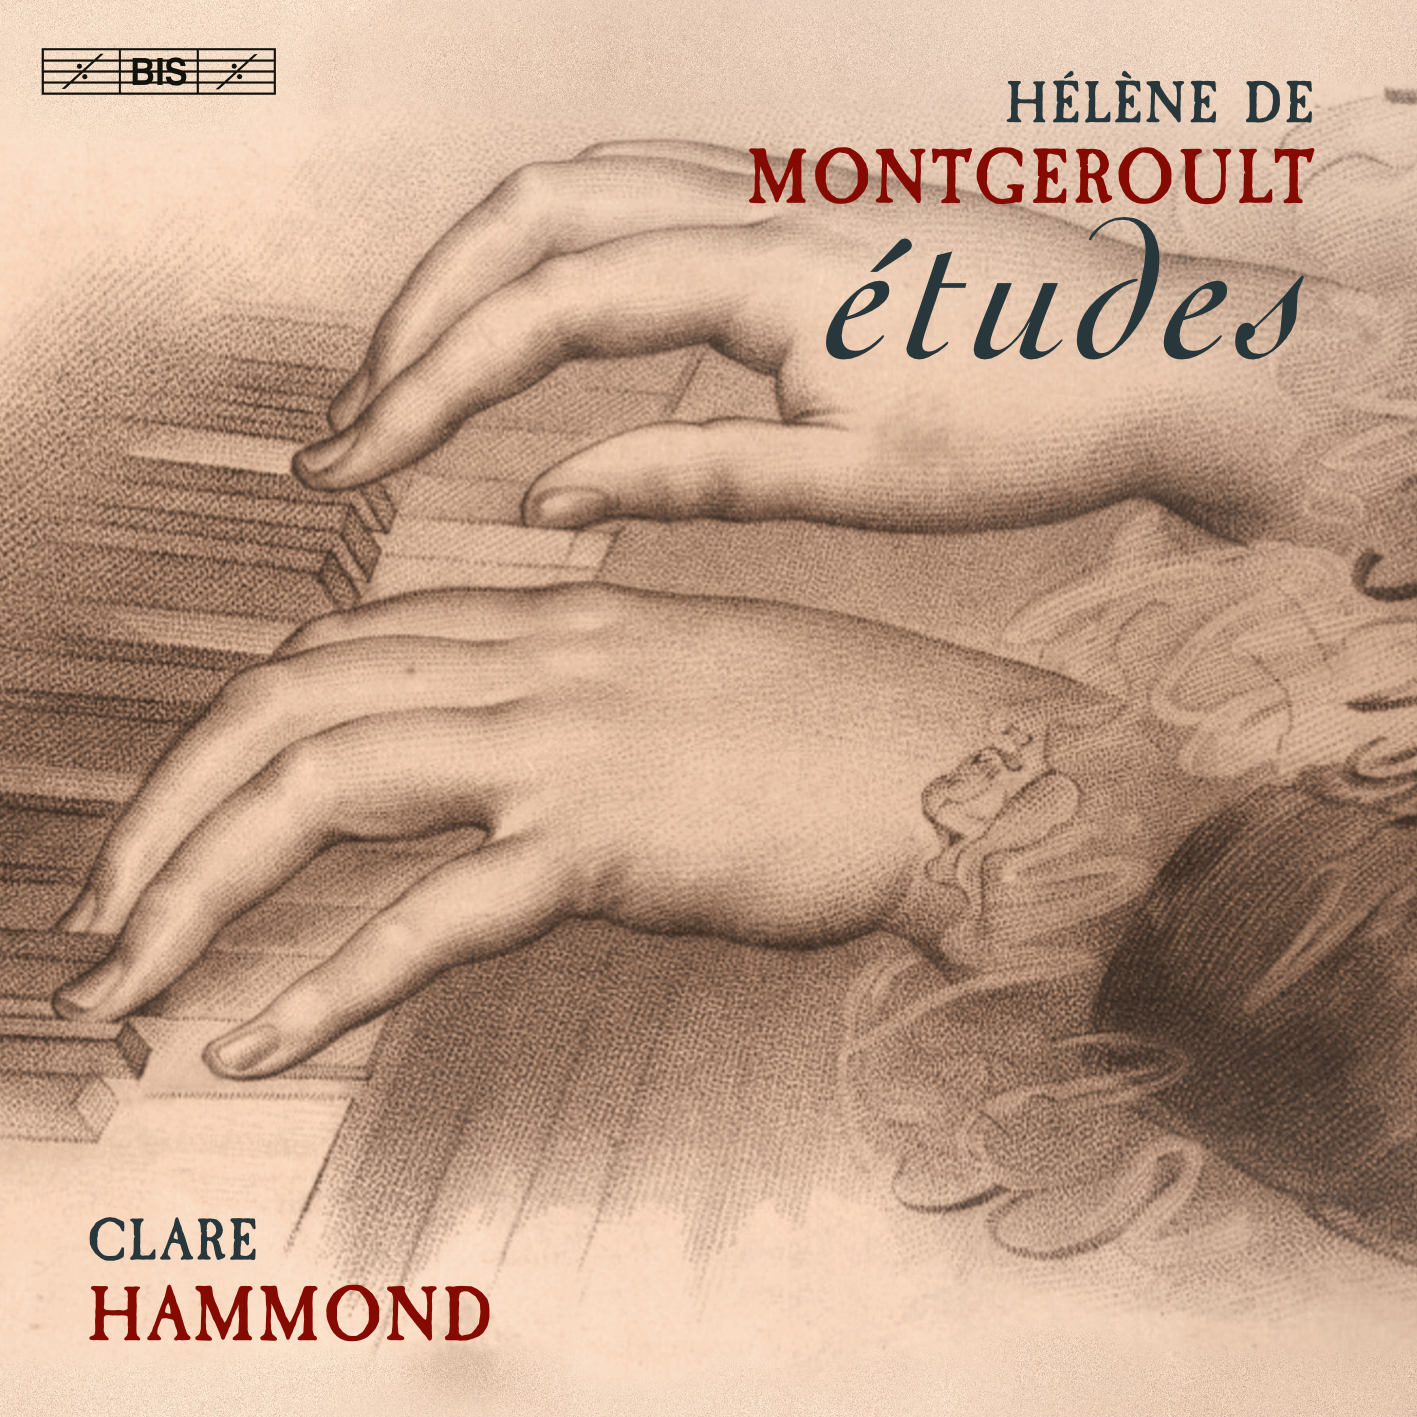 BIS
HÉLÈNE DE
MONTGEROULT
études
CLARE
HAMMOND